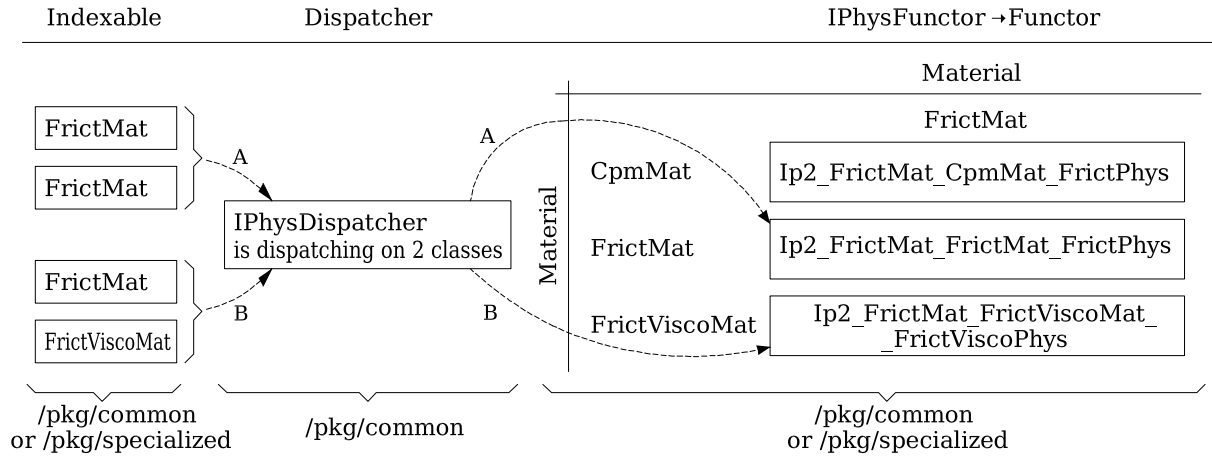 Indexable
Dispatcher
IPhysFunctor → Functor
FrictMat
FrictMat
A
FrictMat
FrictViscoMat
B
IPhysDispatcher
is dispatching on 2 classes
A
B
Material
Material
FrictMat
CpmMat
Ip2_FrictMat_CpmMat_FrictPhys
FrictMat
Ip2_FrictMat_FrictMat_FrictPhys
FrictViscoMat
Ip2_FrictMat_FrictViscoMat_
_FrictViscoPhys
/pkg/common
or /pkg/specialized
/pkg/common
/pkg/common
or /pkg/specialized